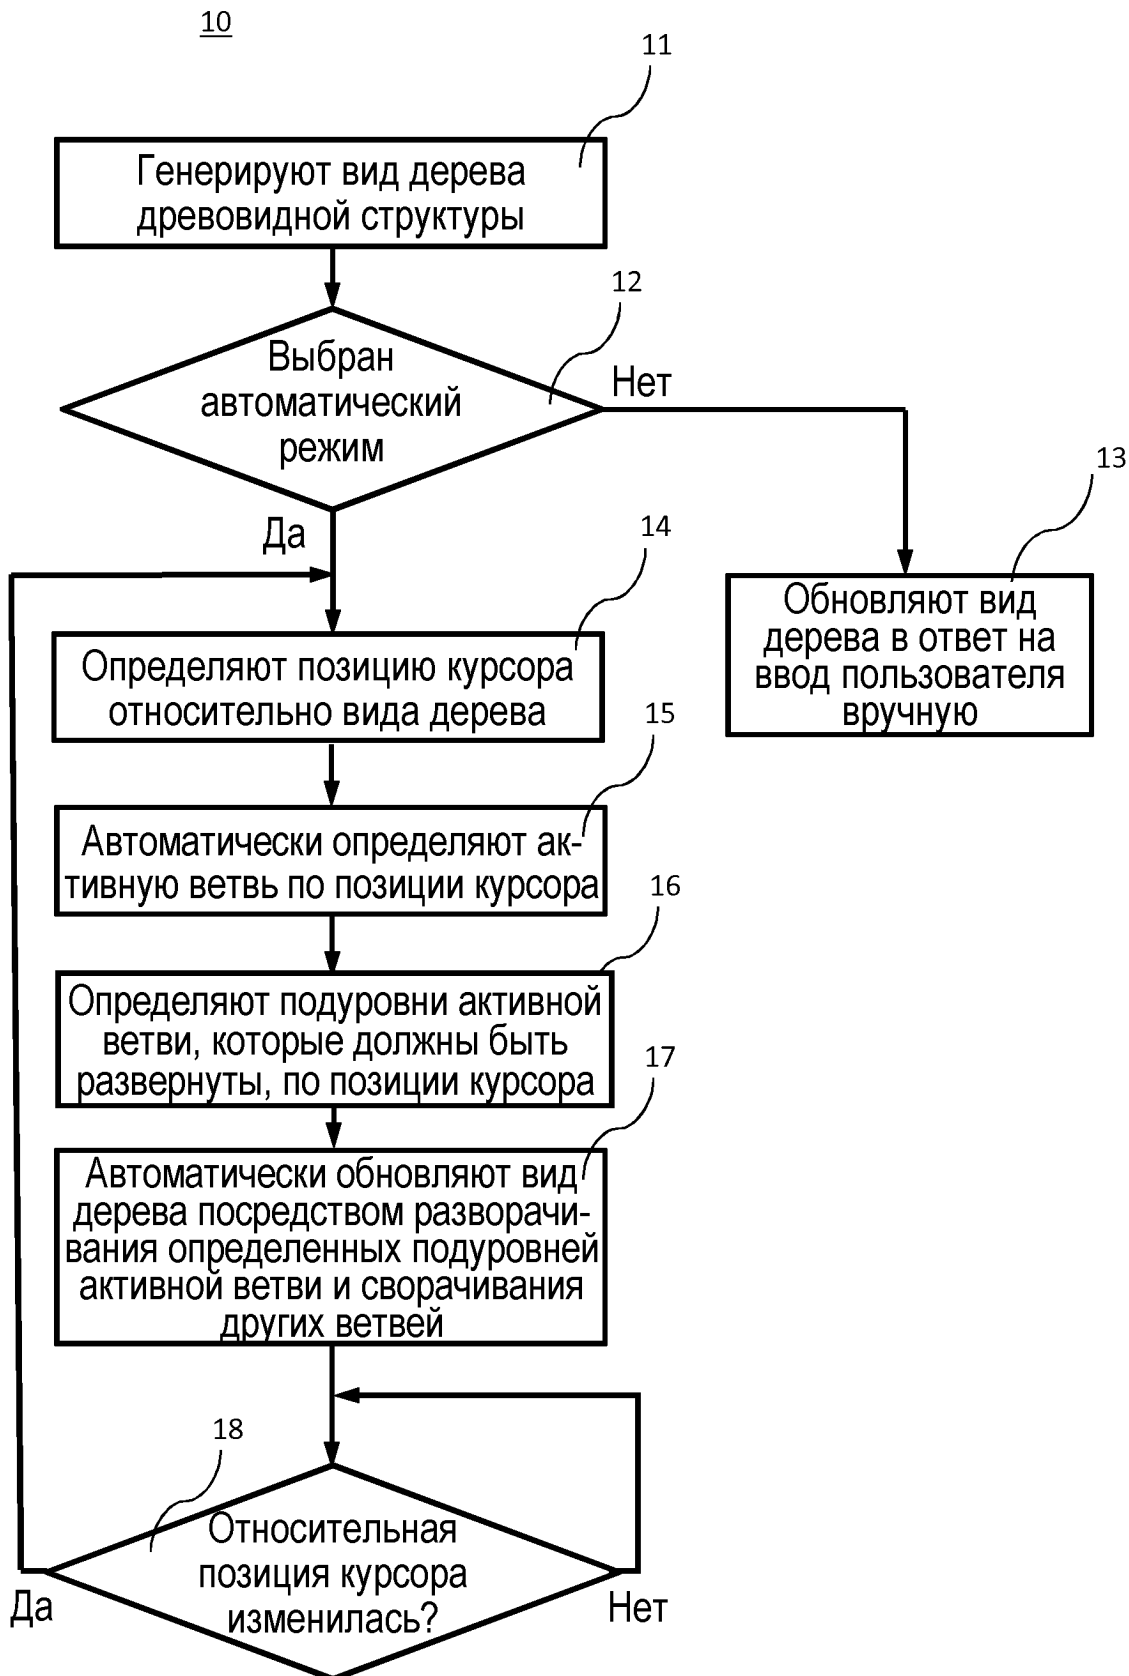 10
11
Генерируют вид дерева
древовидной структуры
12
Выбран
автоматический
режим
Нет
13
Да
14
Обновляют вид
дерева в ответ на
ввод пользователя
вручную
Определяют позицию курсора
относительно вида дерева
15
Автоматически определяют ак-
тивную ветвь по позиции курсора
16
Определяют подуровни активной
ветви, которые должны быть
развернуты, по позиции курсора
17
Автоматически обновляют вид
дерева посредством разворачи-
вания определенных подуровней
активной ветви и сворачивания
других ветвей
18
Относительная
позиция курсора
изменилась?
Да
Нет